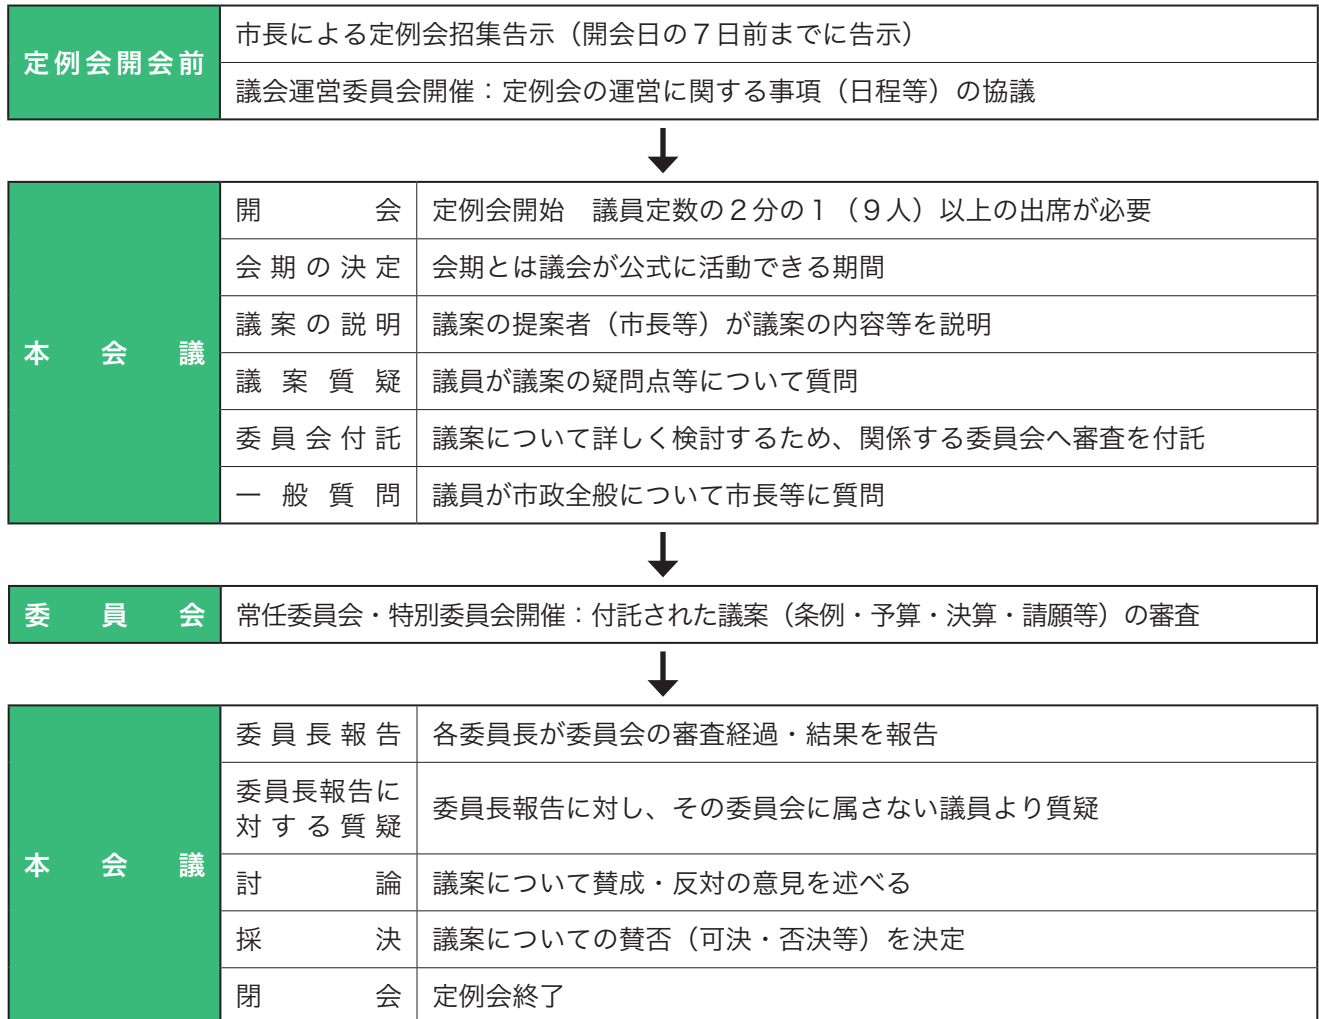 定例会開会前
市長による定例会招集告示（開会日の７日前までに告示）
議会運営委員会開催：定例会の運営に関する事項（日程等）の協議
本会議
開会 定例会開始　議員定数の２分の１（９人）以上の出席が必要
会期の決定 会期とは議会が公式に活動できる期間
議案の説明 議案の提案者（市長等）が議案の内容等を説明
議案質疑 議員が議案の疑問点等について質問
委員会付託 議案について詳しく検討するため、関係する委員会へ審査を付託
一般質問 議員が市政全般について市長等に質問
委員会 常任委員会・特別委員会開催：付託された議案（条例・予算・決算・請願等）の審査
本会議
委員長報告 各委員長が委員会の審査経過・結果を報告
委員長報告に
対する質疑
委員長報告に対し、その委員会に属さない議員より質疑
討論 議案について賛成・反対の意見を述べる
採決 議案についての賛否（可決・否決等）を決定
閉会 定例会終了